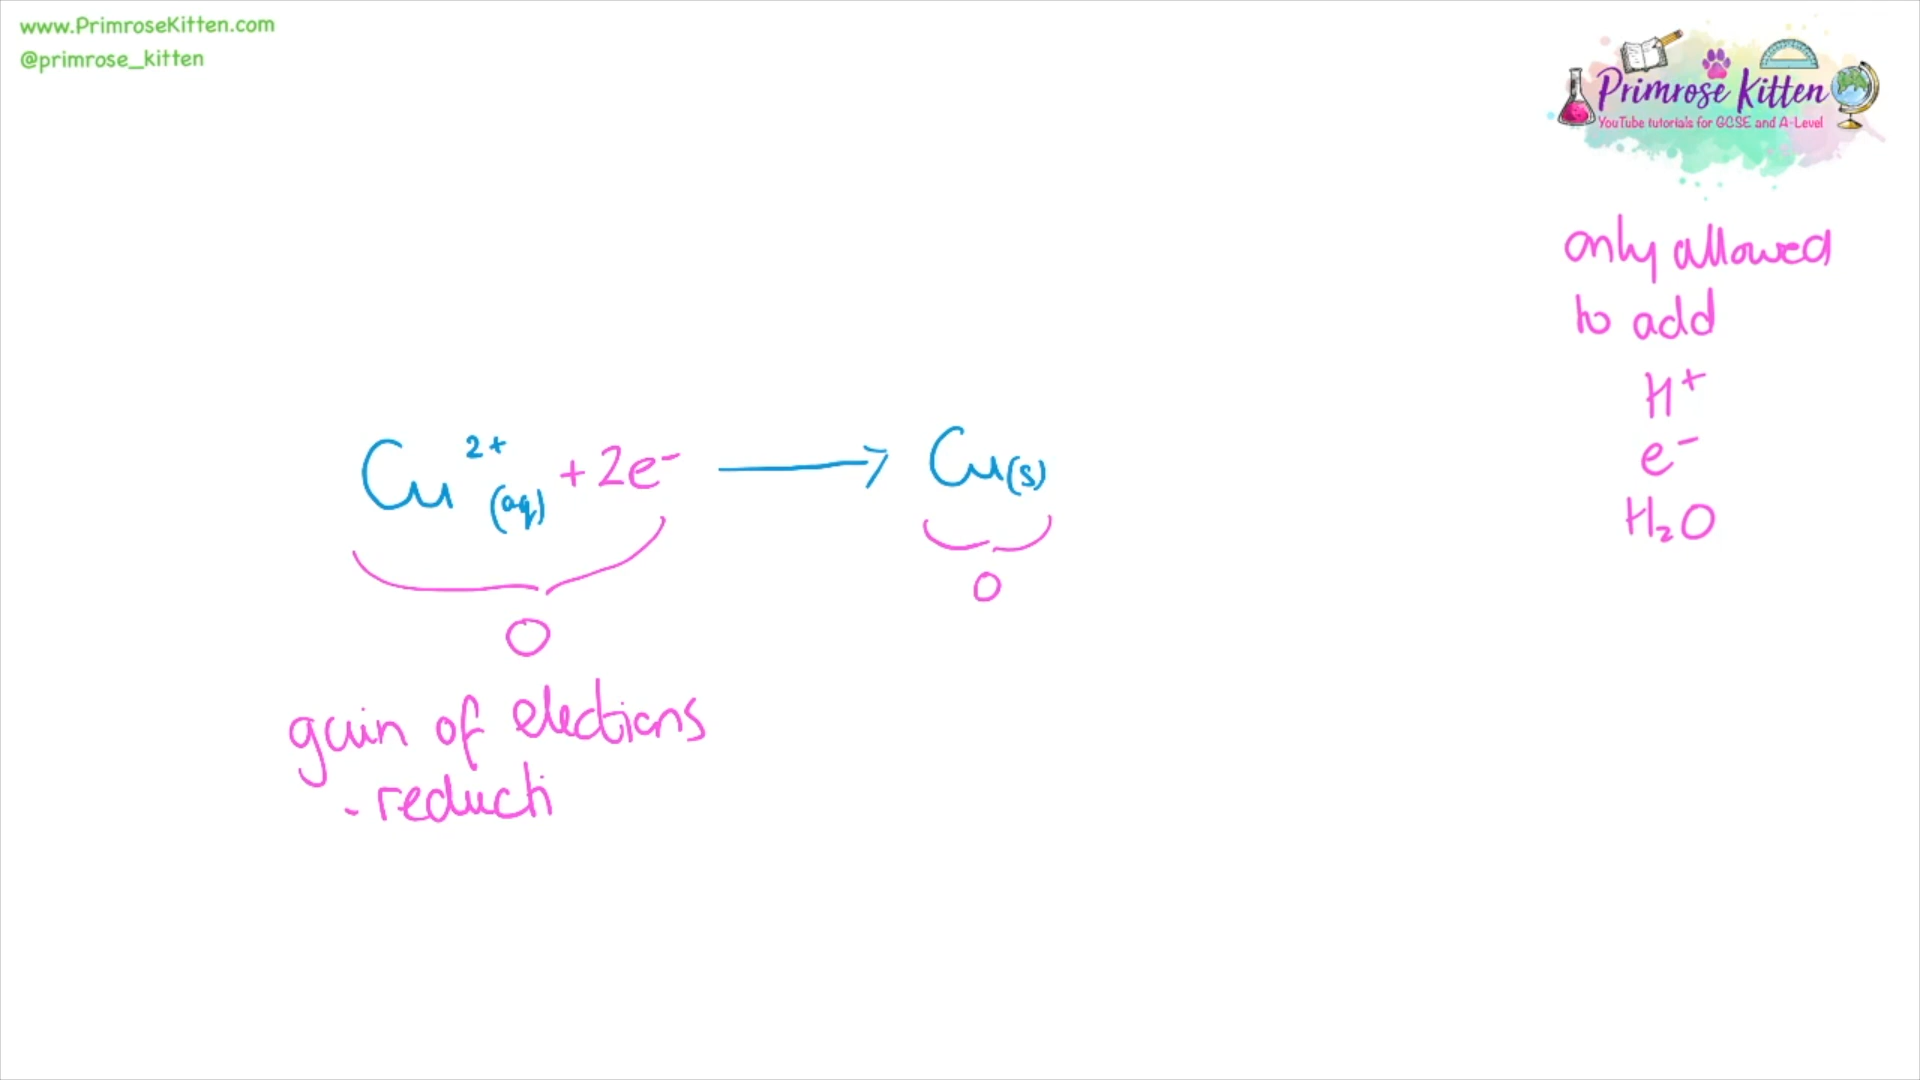 www.PrimroseKitten.com
@primrose_kitten
Primrose Kitten
YouTube tutorials for GCSE and A-Level
only allowed
to add
H⁺
e⁻
H₂O
Cu²⁺(aq) + 2e⁻ → Cu(s)
0
0
gain of electrons
- reducti